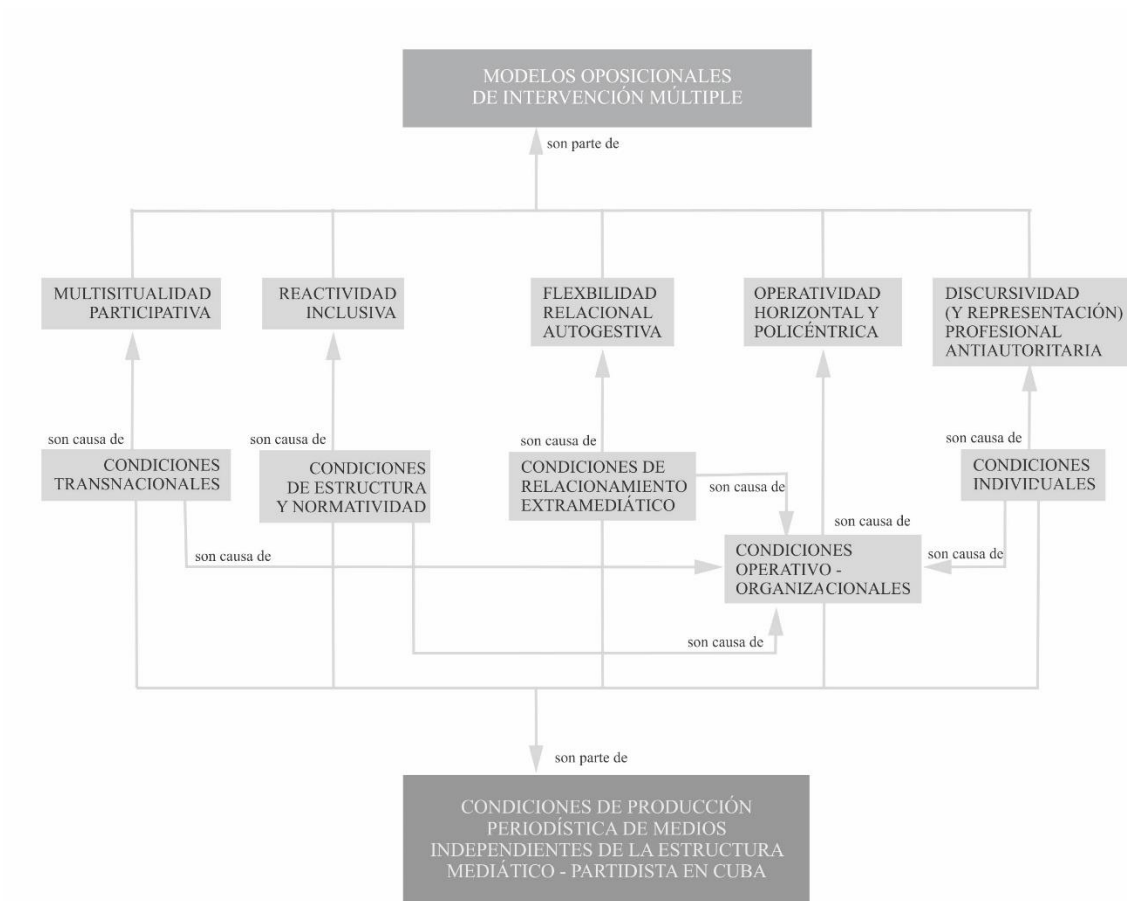 MODELOS OPOSICIONALES
DE INTERVENCIÓN MÚLTIPLE
son parte de
MULTISITUALIDAD
PARTICIPATIVA
REACTIVIDAD
INCLUSIVA
FLEXBILIDAD
RELACIONAL
AUTOGESTIVA
OPERATIVIDAD
HORIZONTAL Y
POLICÉNTRICA
DISCURSIVIDAD
(Y REPRESENTACIÓN)
PROFESIONAL
ANTIAUTORITARIA
son causa de
CONDICIONES
TRANSNACIONALES
son causa de
CONDICIONES
DE ESTRUCTURA
Y NORMATIVIDAD
son causa de
CONDICIONES DE
RELACIONAMIENTO
EXTRAMEDIÁTICO
son causa de
CONDICIONES
INDIVIDUALES
son causa de
son causa de
son causa de
son causa de
CONDICIONES
OPERATIVO -
ORGANIZACIONALES
son causa de
son parte de
CONDICIONES DE PRODUCCIÓN
PERIODÍSTICA DE MEDIOS
INDEPENDIENTES DE LA ESTRUCTURA
MEDIÁTICO - PARTIDISTA EN CUBA